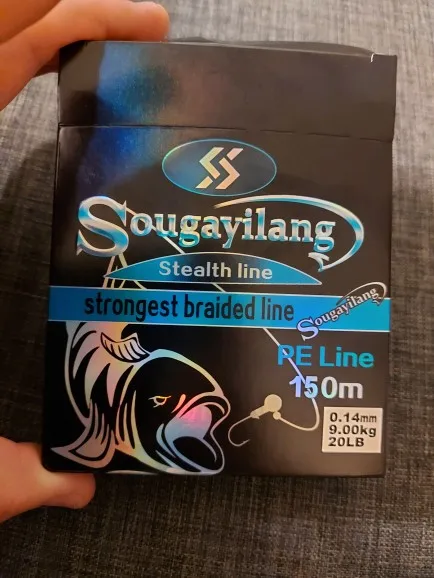 Sougayilang
Stealth line
strongest braided line
Sougayilang
PE Line
150m
0.14mm
9.00kg
20LB